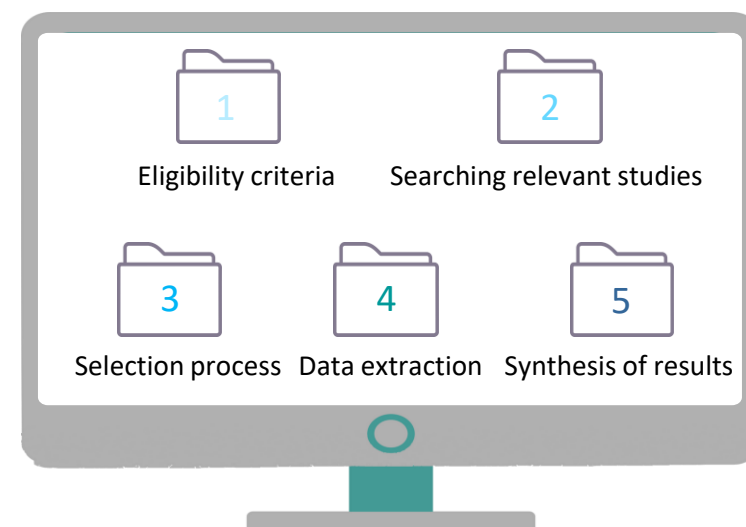 1
2
Eligibility criteria
Searching relevant studies
3
4
5
Selection process
Data extraction
Synthesis of results